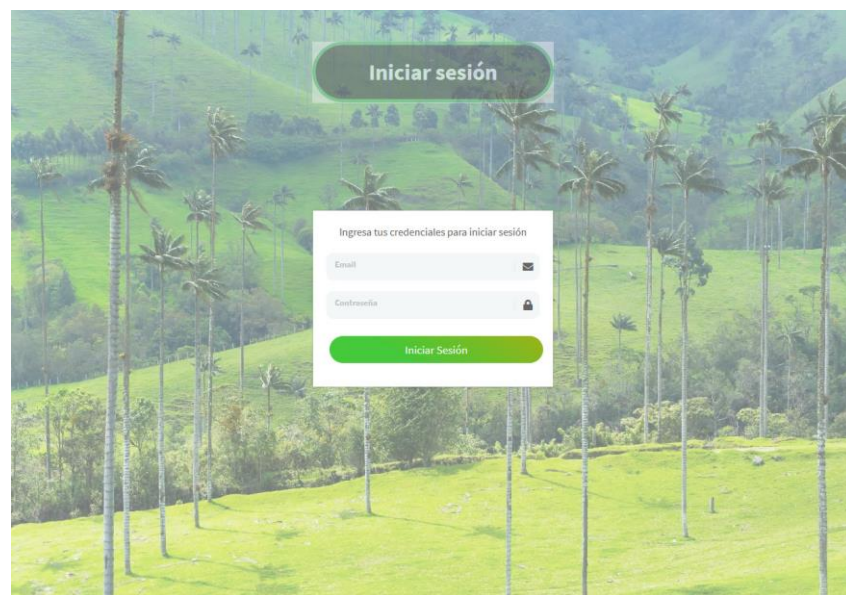 Iniciar sesión
Ingresa tus credenciales para iniciar sesión
Email
Contraseña
Iniciar Sesión